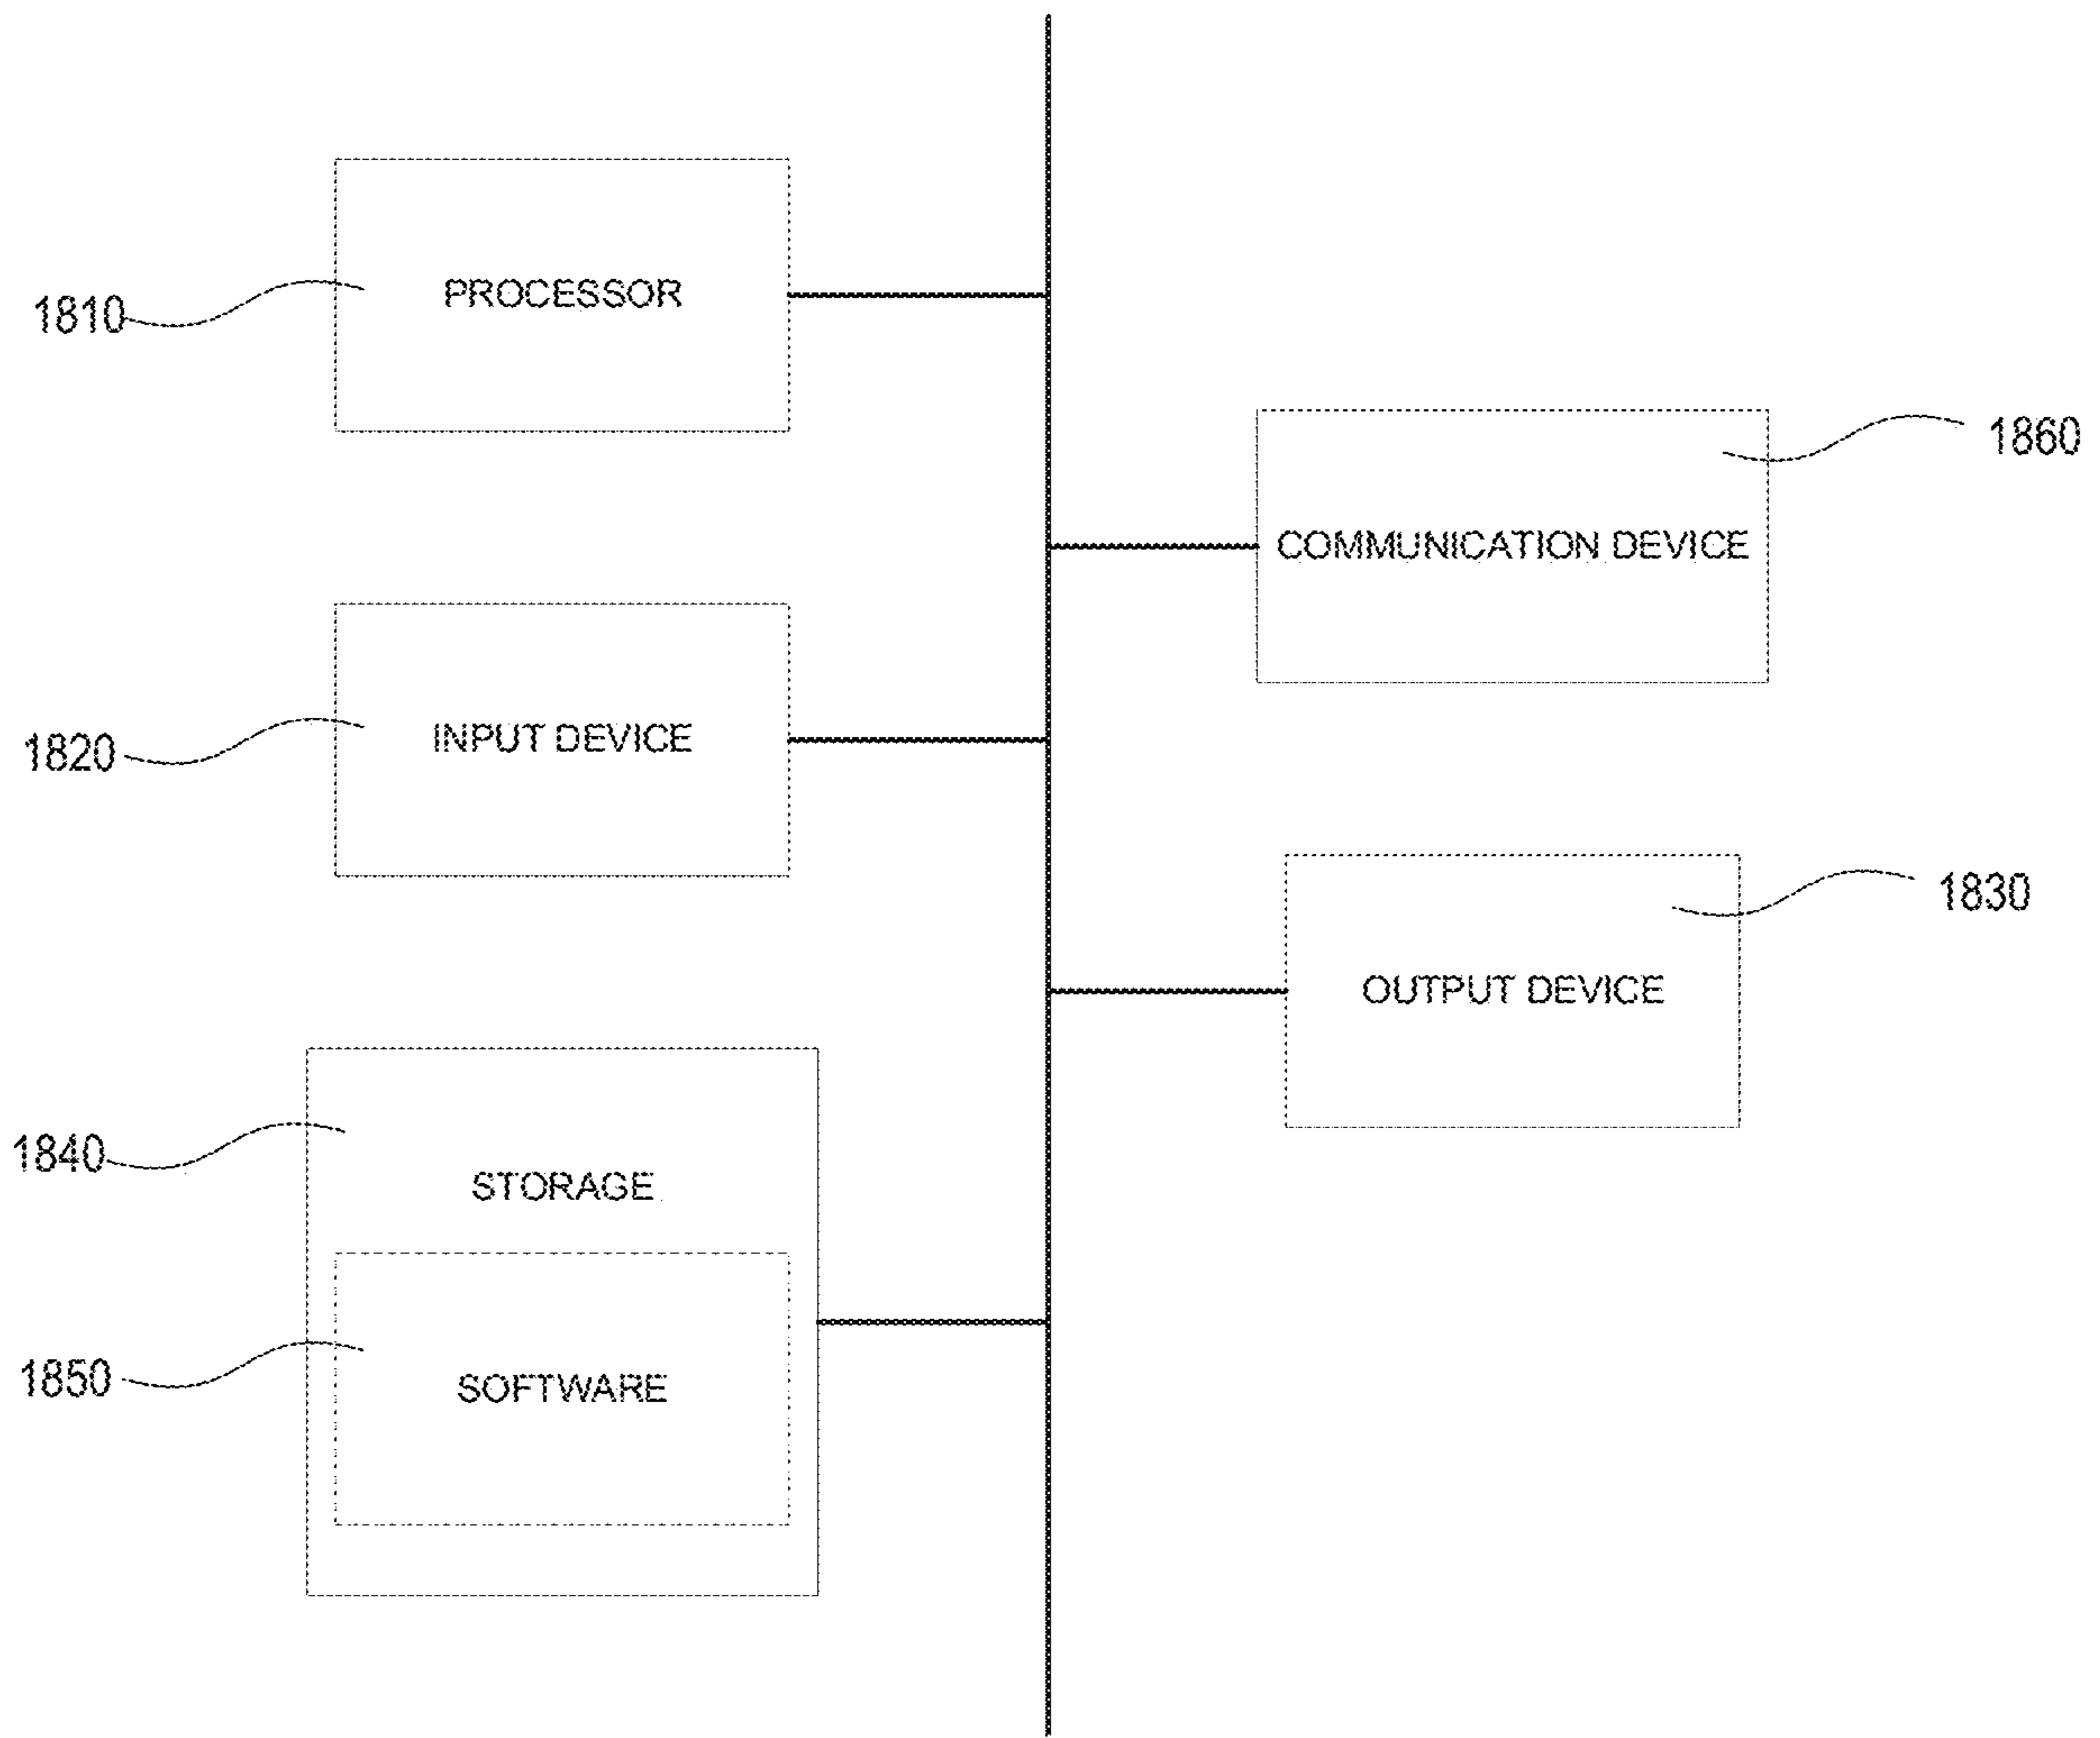 1810
PROCESSOR
1860
COMMUNICATION DEVICE
1820
INPUT DEVICE
1830
OUTPUT DEVICE
1840
STORAGE
1850
SOFTWARE